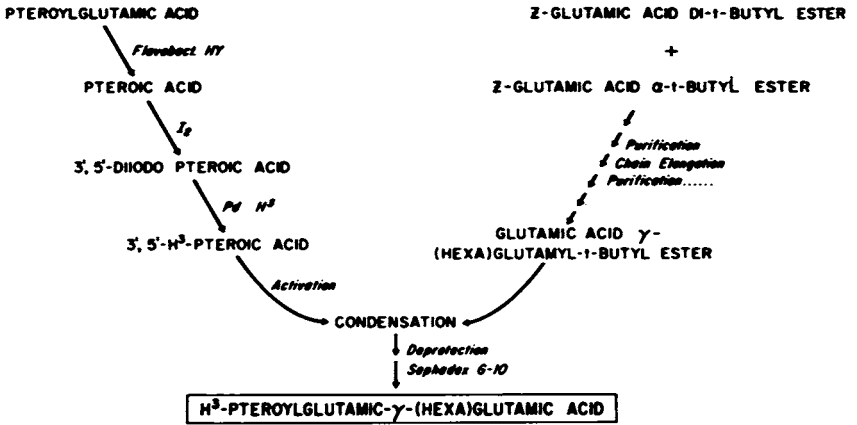 PTEROYLGLUTAMIC ACID
Flavobact. HY
PTEROIC ACID
I₂
3', 5'-DIIODO PTEROIC ACID
Pd H³
3', 5'-H³-PTEROIC ACID
Activation
Z-GLUTAMIC ACID DI-t-BUTYL ESTER
+
Z-GLUTAMIC ACID α-t-BUTYL ESTER
Purification
Chain Elongation
Purification......
GLUTAMIC ACID γ-
(HEXA)GLUTAMYL-t-BUTYL ESTER
CONDENSATION
Deprotection
Sephadex G-10
H³-PTEROYLGLUTAMIC-γ-(HEXA)GLUTAMIC ACID